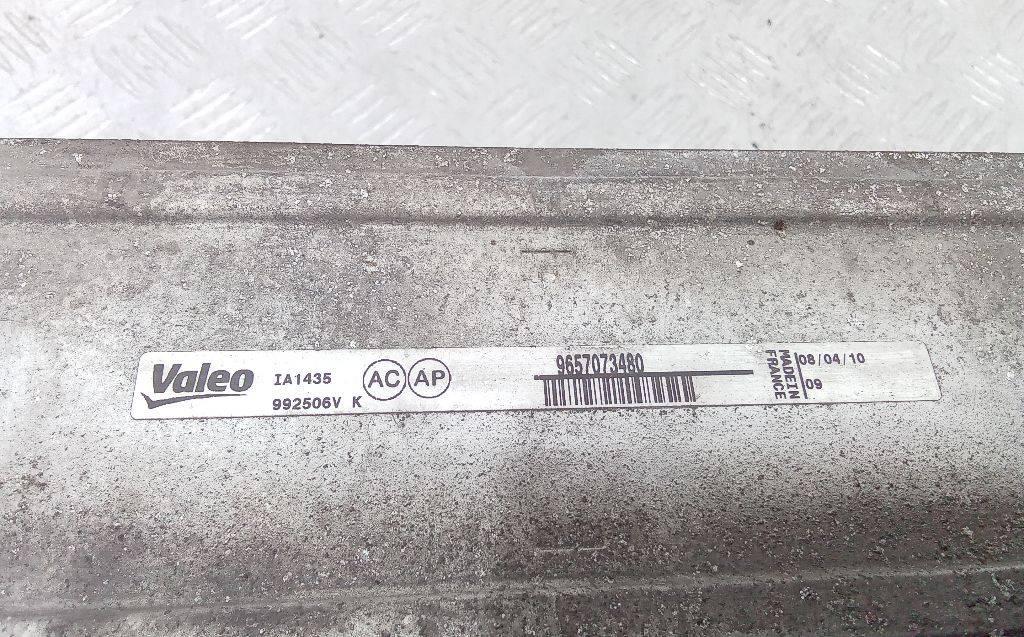 Valeo
IA1435
992506V K
AC AP
9657073480
MADE IN
FRANCE
08/04/10
09